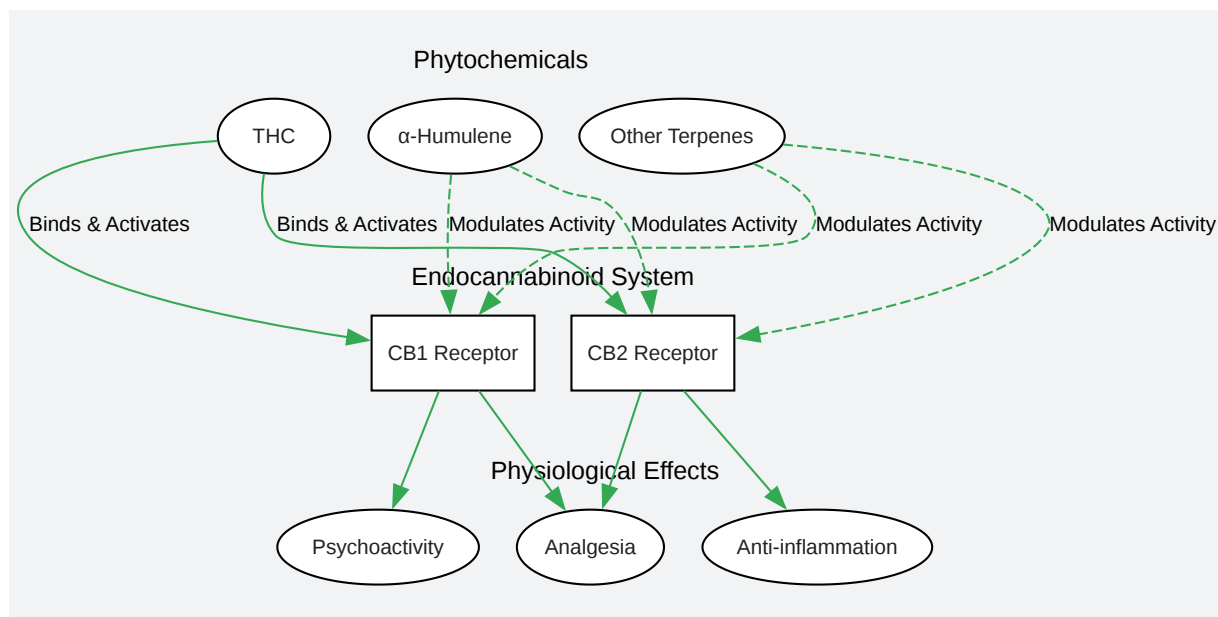 Phytochemicals
THC
α-Humulene
Other Terpenes
Binds & Activates
Binds & Activates
Modulates Activity
Modulates Activity
Modulates Activity
Modulates Activity
Endocannabinoid System
CB1 Receptor
CB2 Receptor
Physiological Effects
Psychoactivity
Analgesia
Anti-inflammation